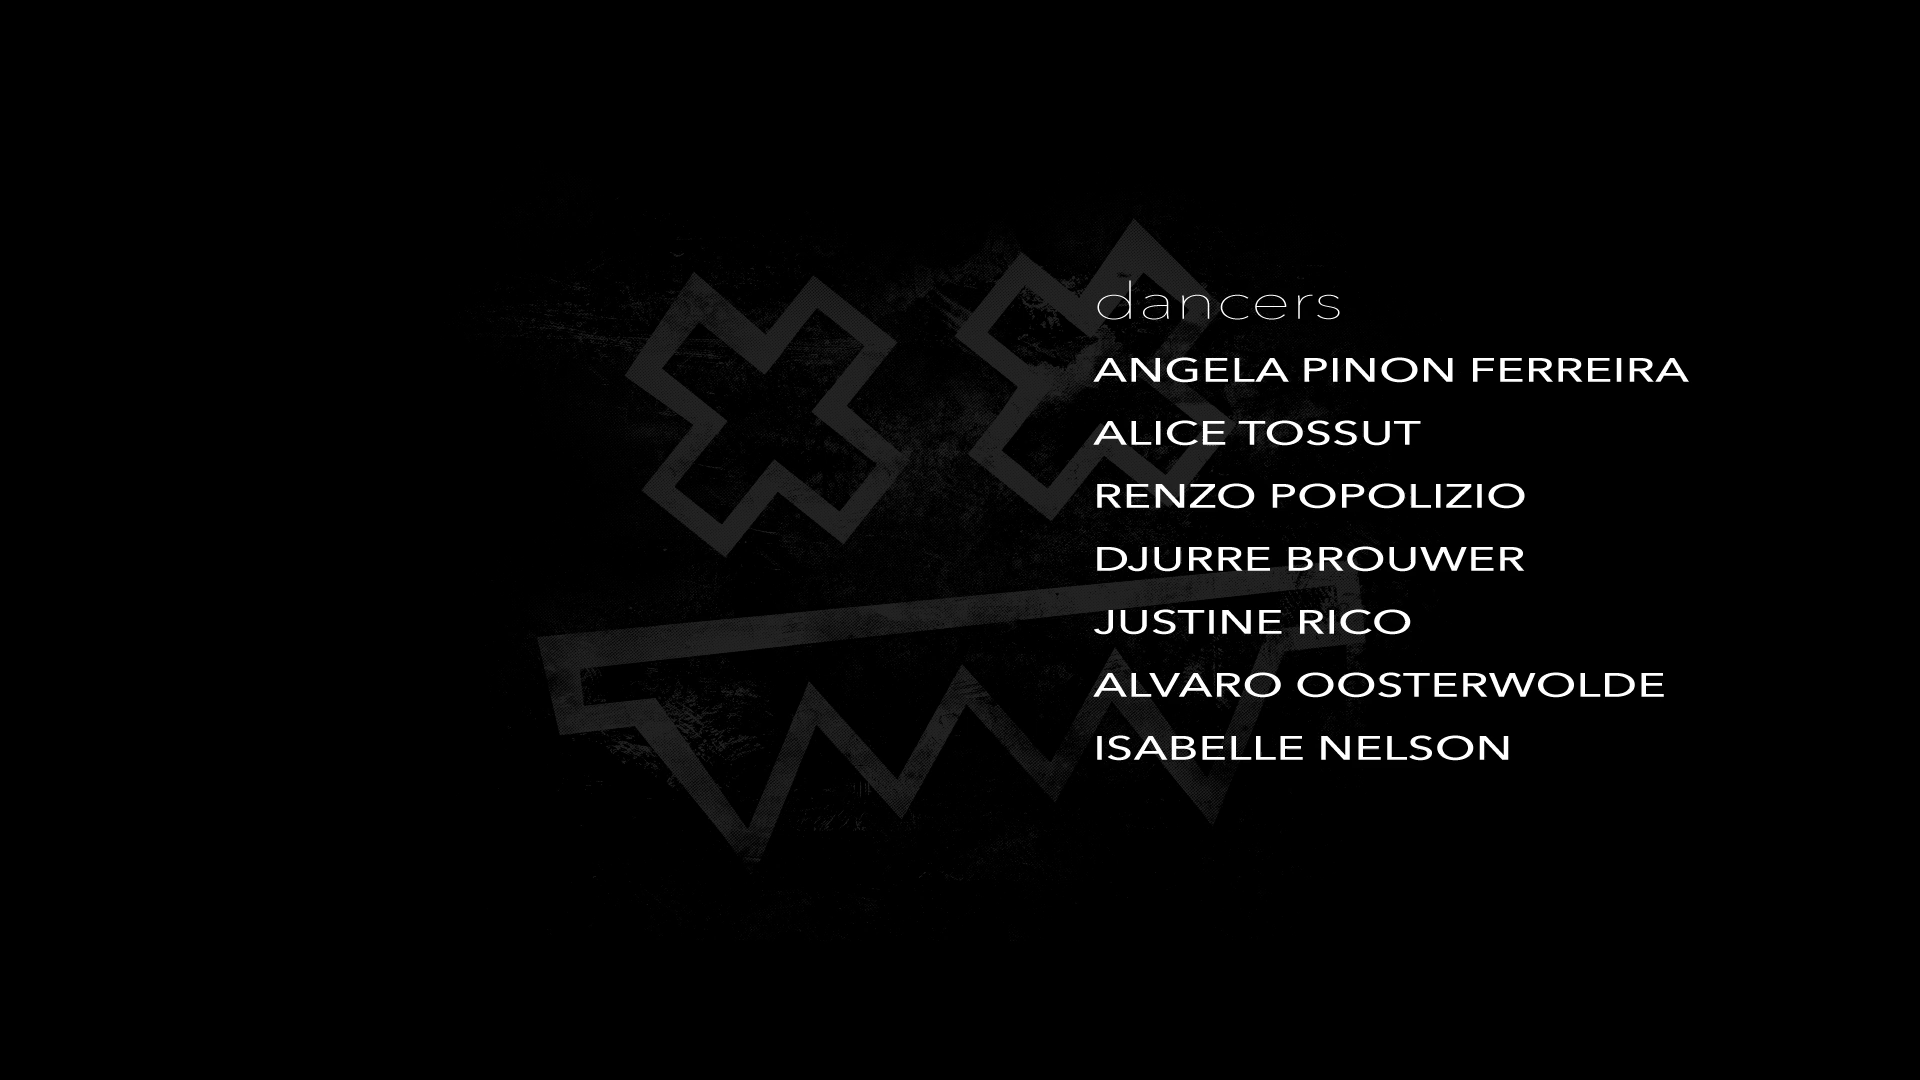 dancers
ANGELA PINON FERREIRA
ALICE TOSSUT
RENZO POPOLIZIO
DJURRE BROUWER
JUSTINE RICO
ALVARO OOSTERWOLDE
ISABELLE NELSON